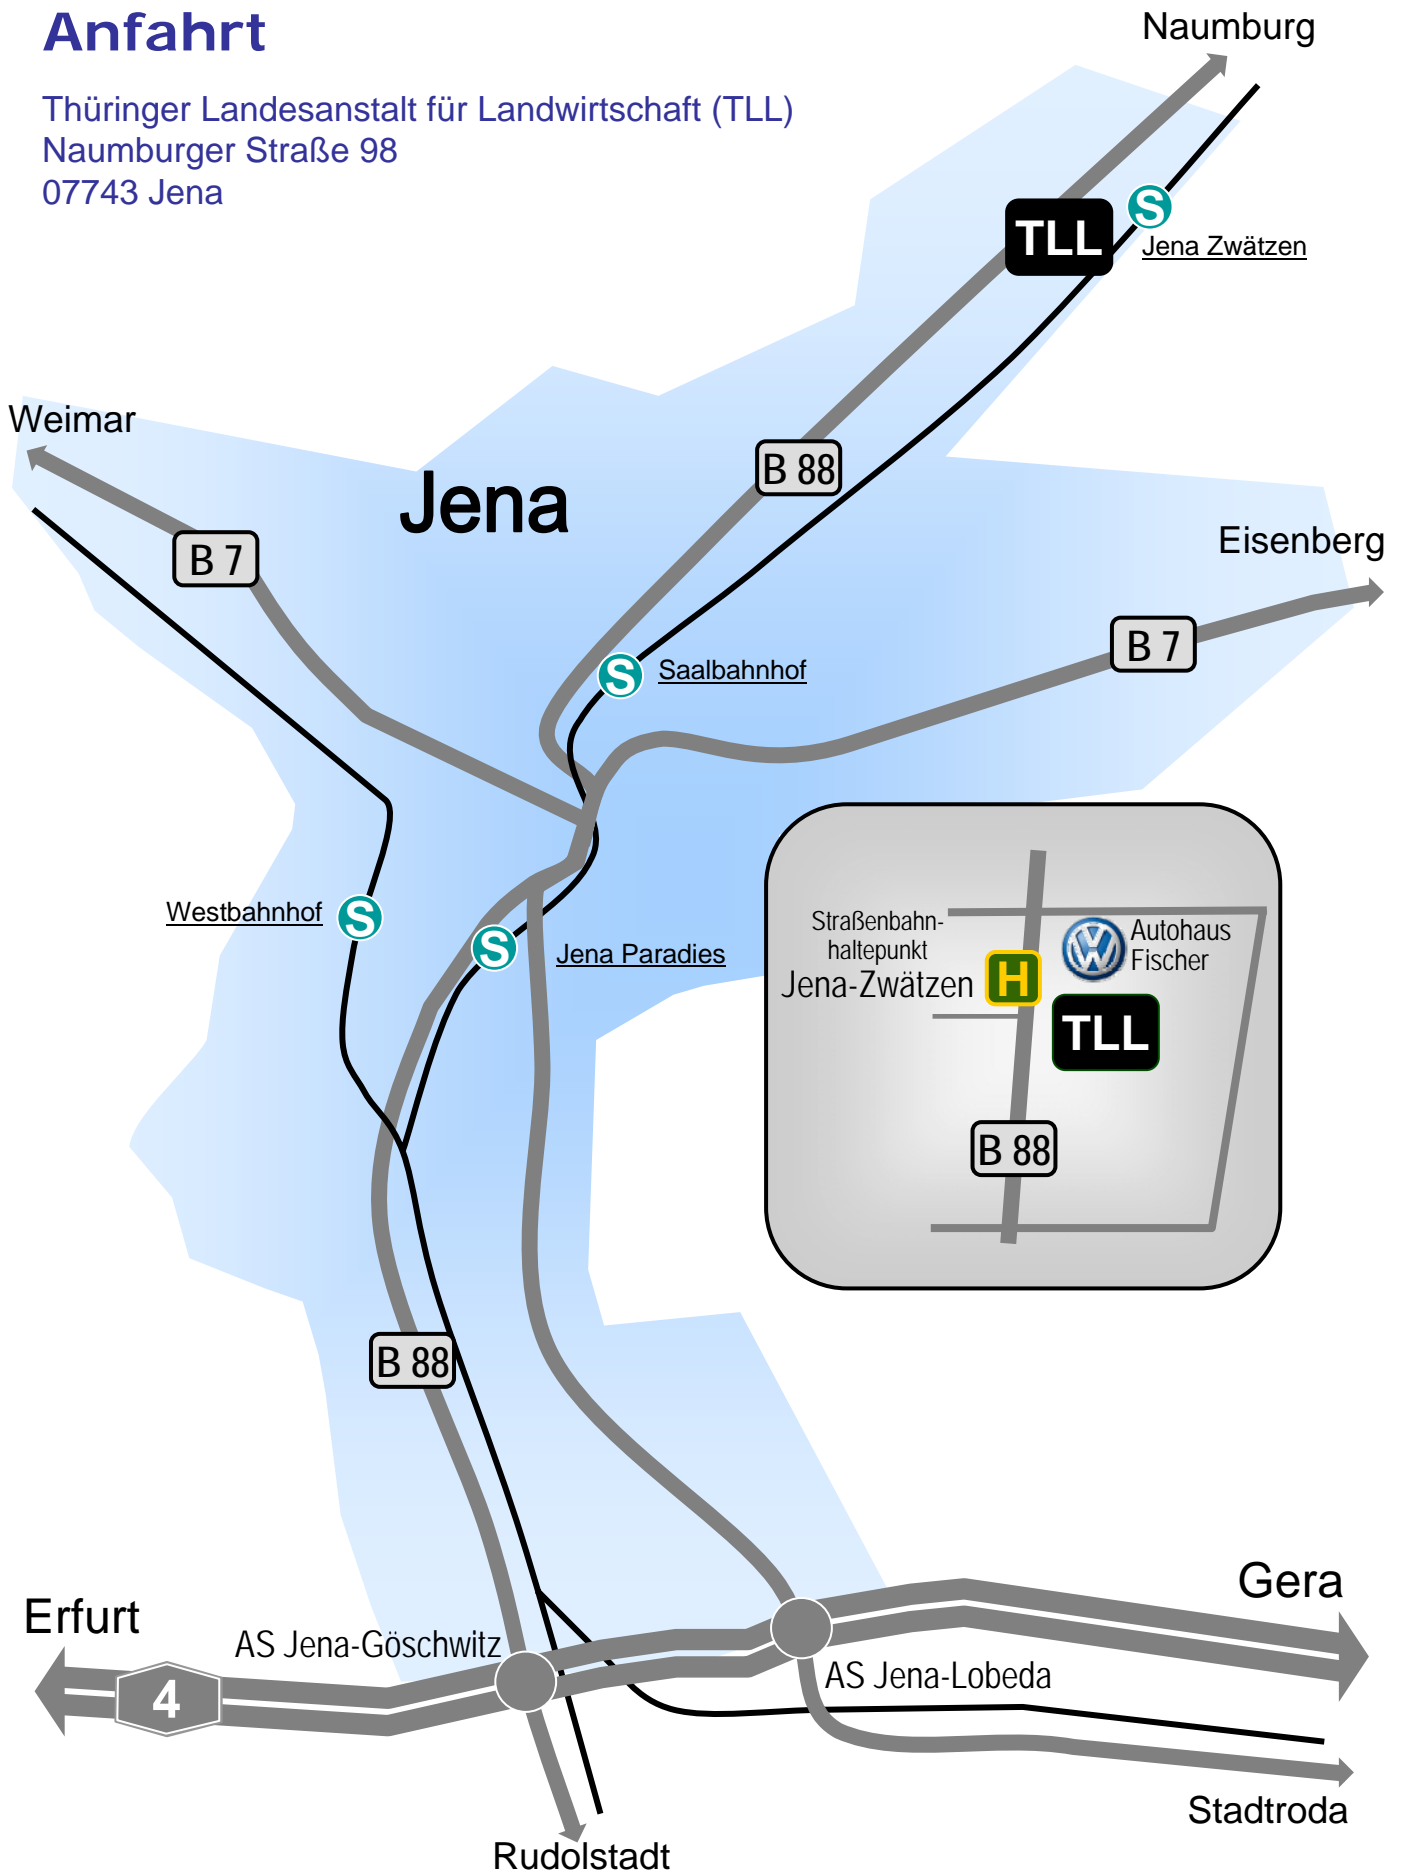 Anfahrt
Thüringer Landesanstalt für Landwirtschaft (TLL)
Naumburger Straße 98
07743 Jena
Naumburg
TLL
S
Jena Zwätzen
Weimar
B 88
Jena
B 7
Eisenberg
B 7
S
Saalbahnhof
Westbahnhof
S
S
Jena Paradies
Straßenbahn-
haltepunkt
Jena-Zwätzen
H
Autohaus
Fischer
TLL
B 88
B 88
Erfurt
Gera
AS Jena-Göschwitz
AS Jena-Lobeda
4
Stadtroda
Rudolstadt